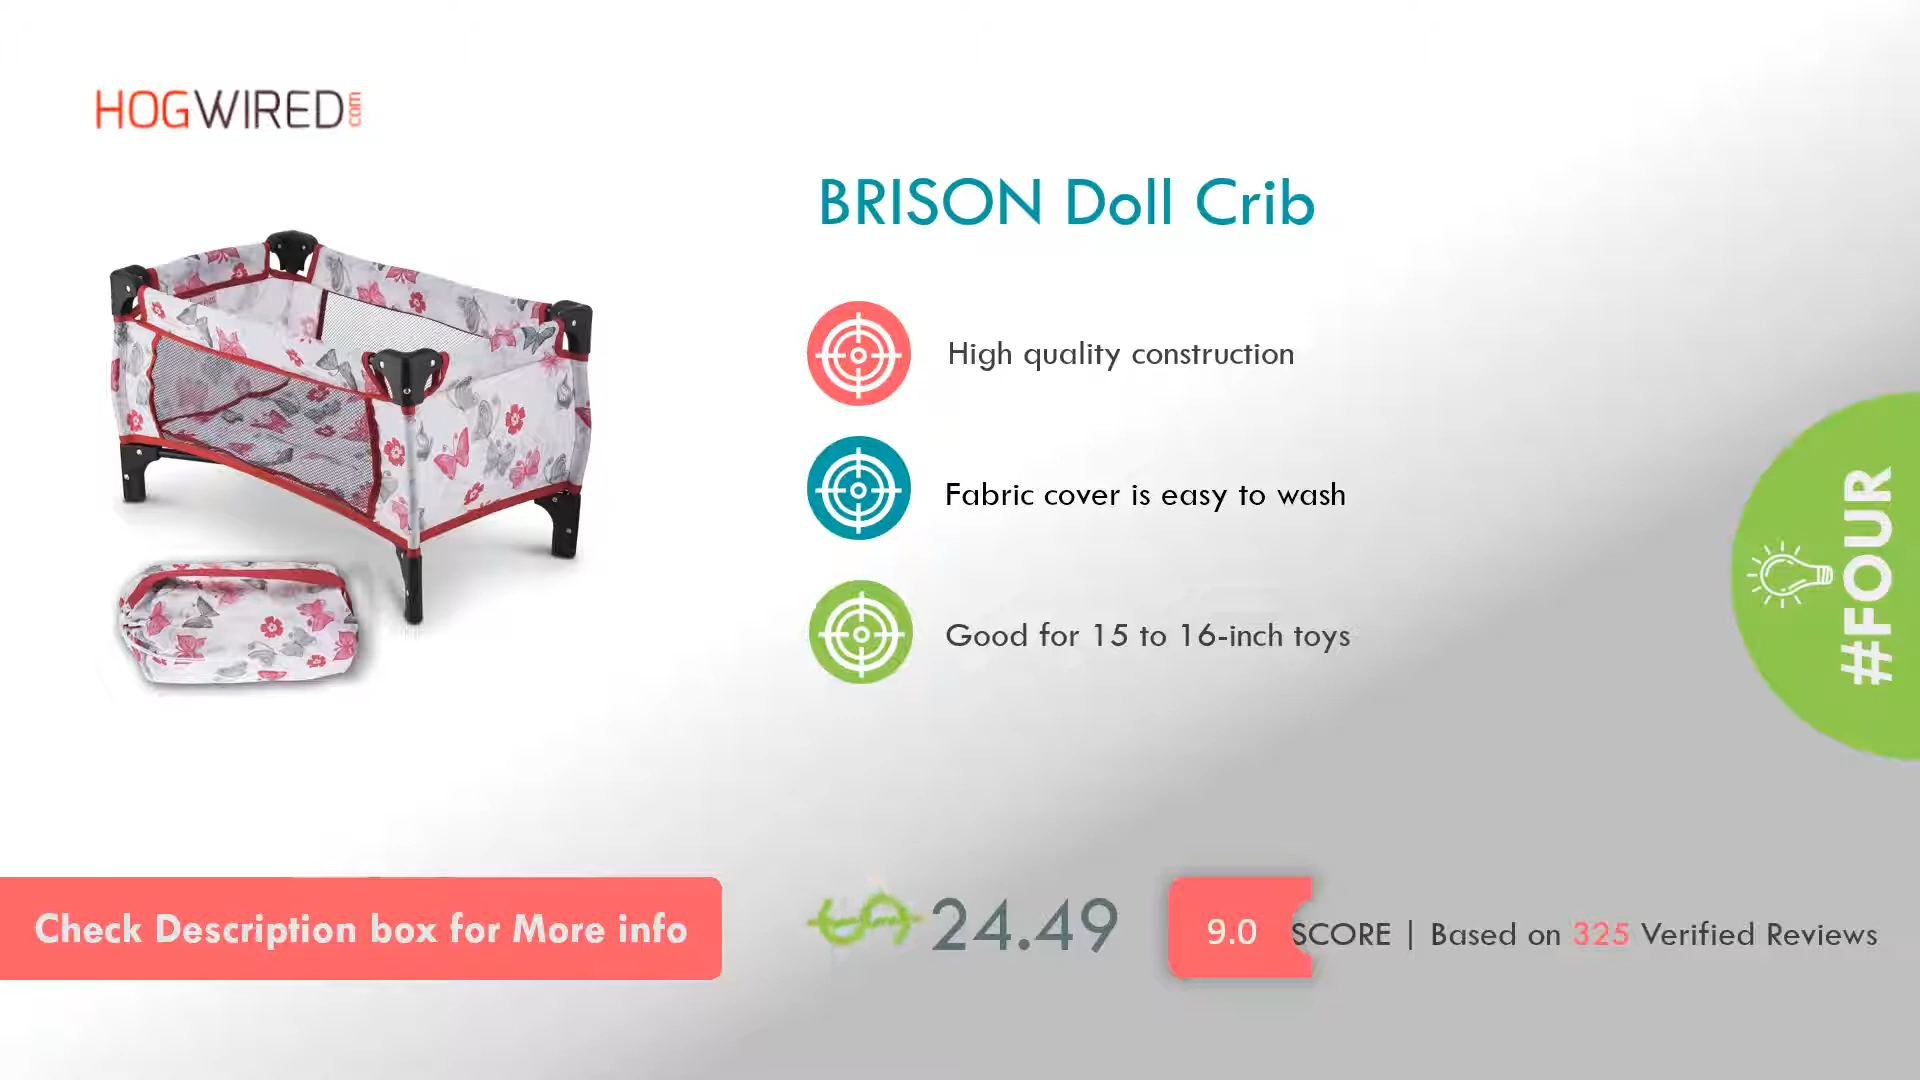 HOGWIRED.com
BRISON Doll Crib
High quality construction
Fabric cover is easy to wash
Good for 15 to 16-inch toys
#FOUR
Check Description box for More info
$24.49
9.0 SCORE | Based on 325 Verified Reviews